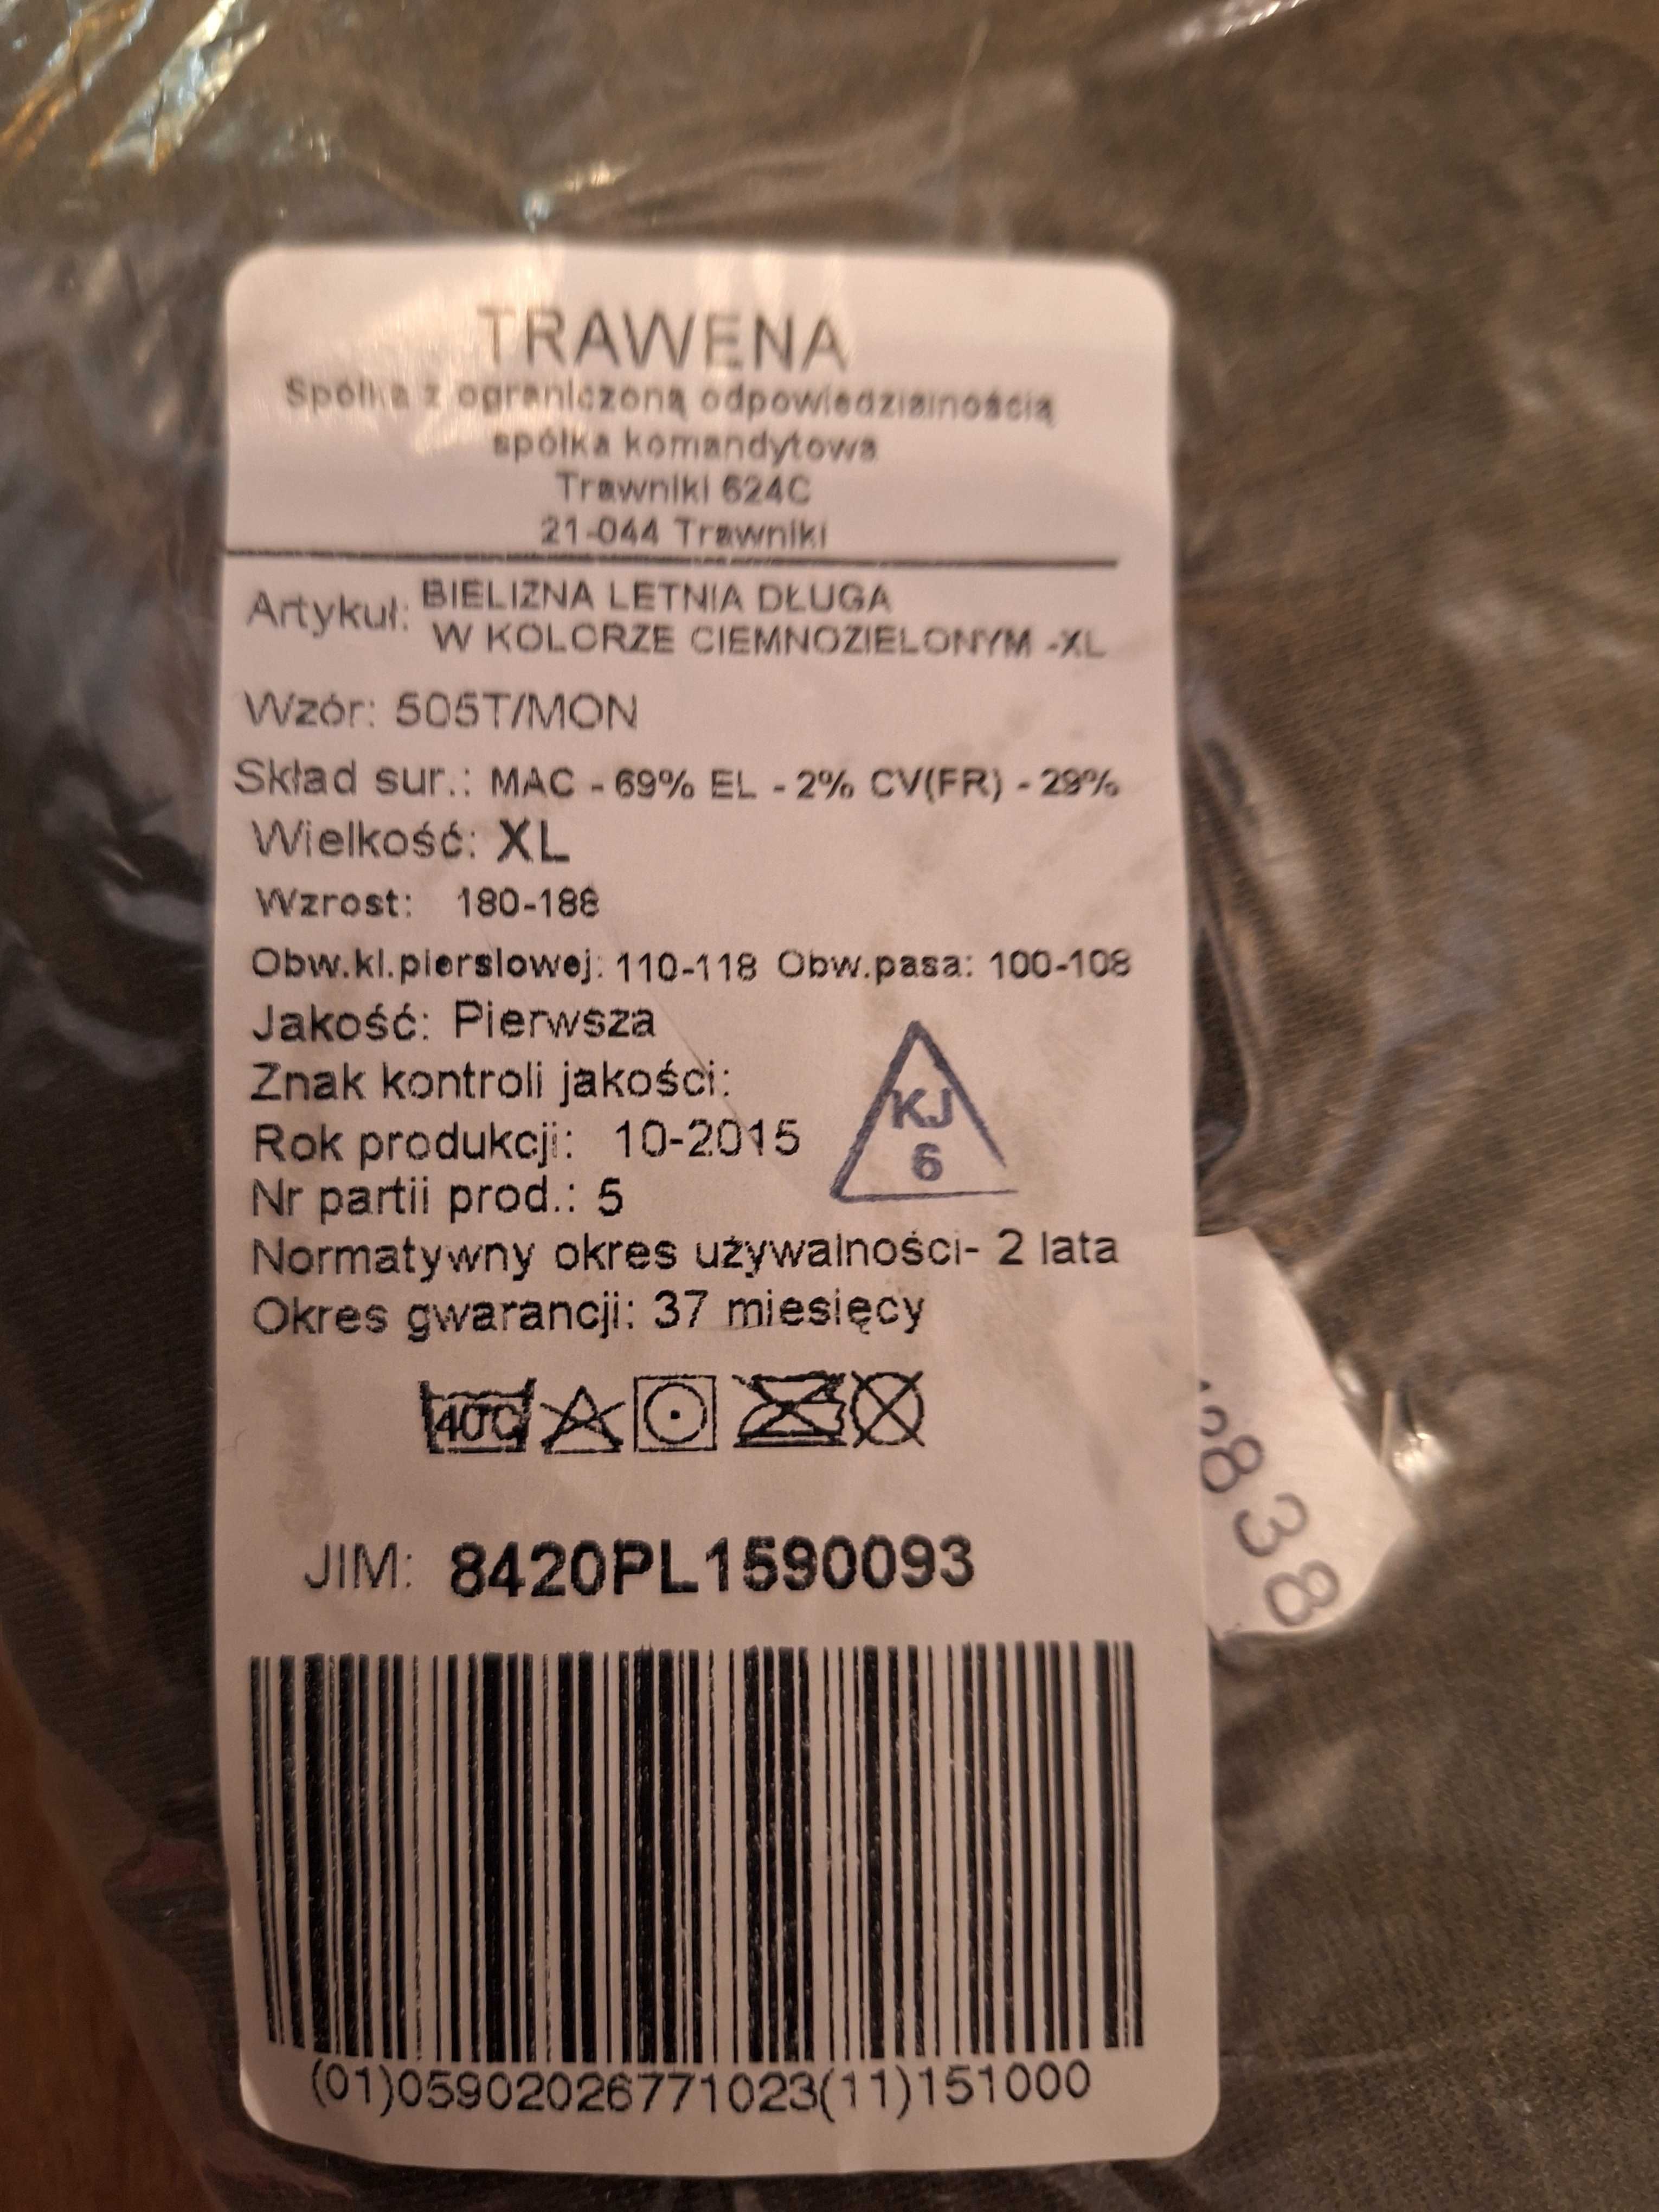 TRAWENA
Spółka z ograniczoną odpowiedzialnością
spółka komandytowa
Trawniki 624C
21-044 Trawniki
Artykuł: BIELIZNA LETNIA DŁUGA
W KOLORZE CIEMNOZIELONYM -XL
Wzór: 505T/MON
Skład sur.: MAC - 69% EL - 2% CV(FR) - 29%
Wielkość: XL
Wzrost: 180-188
Obw.kl.piersiowej: 110-118 Obw.pasa: 100-108
Jakość: Pierwsza
Znak kontroli jakości:
KJ
6
Rok produkcji: 10-2015
Nr partii prod.: 5
Normatywny okres używalności- 2 lata
Okres gwarancji: 37 miesięcy
40°C
JIM: 8420PL1590093
(01)05902026771023(11)151000
838